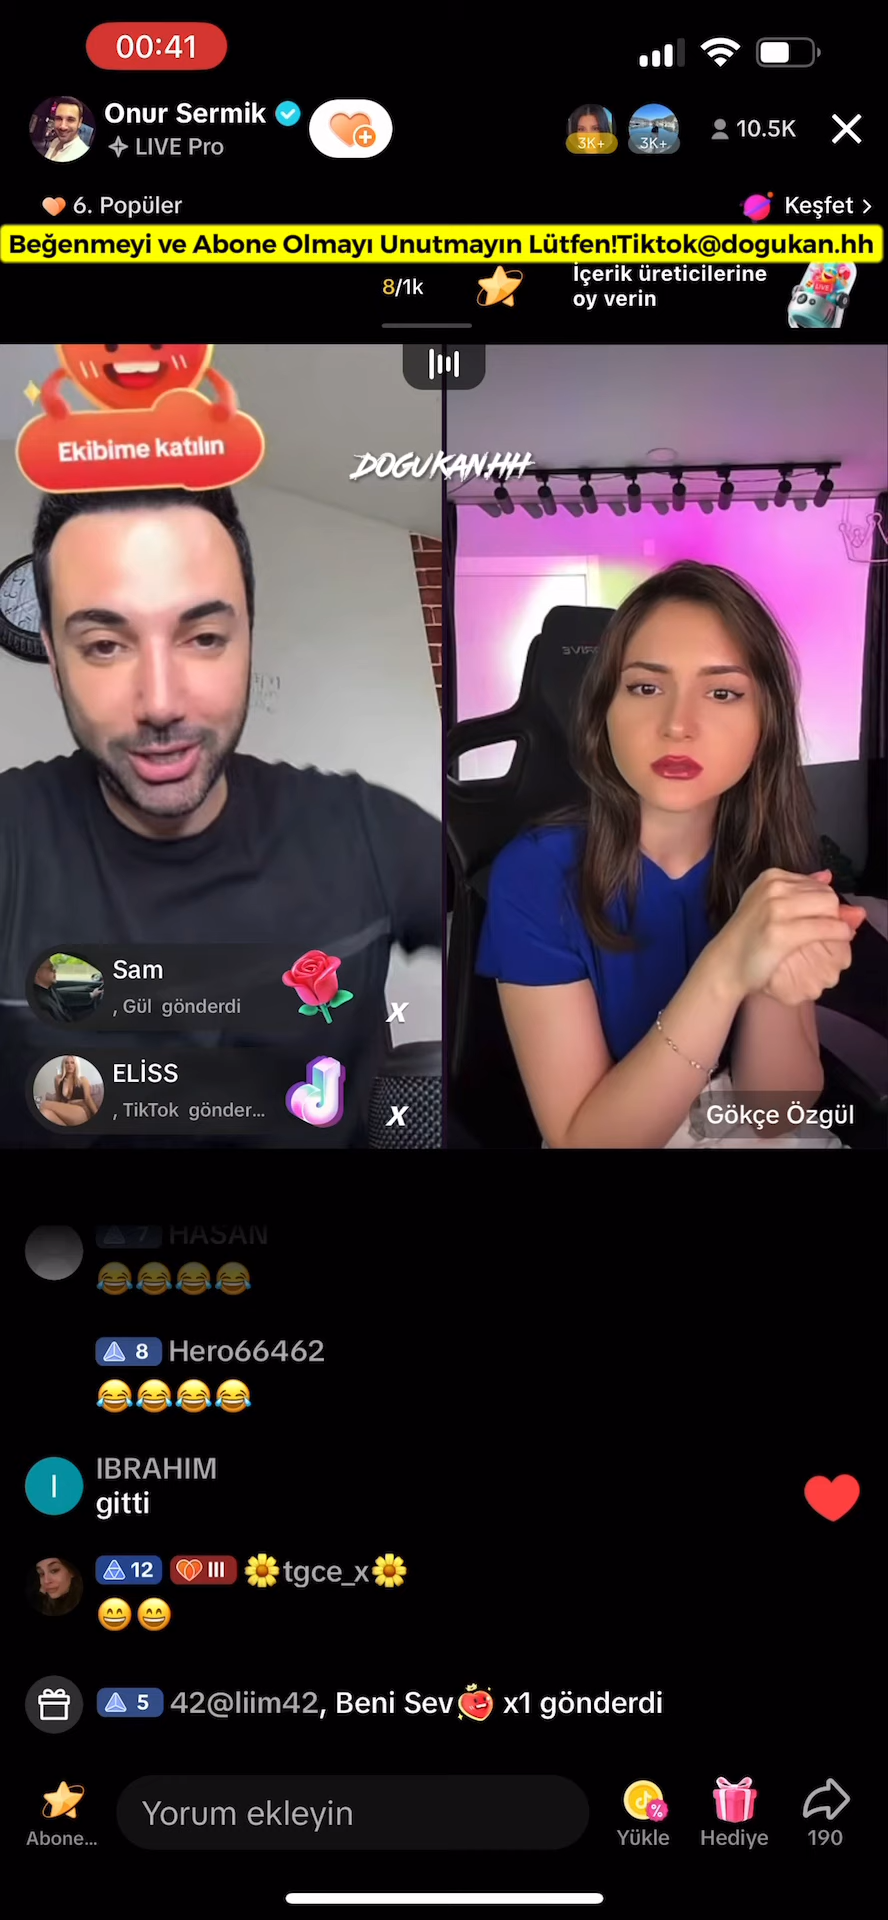 00:41
Onur Sermik
LIVE Pro
3K+
3K+
10.5K
6. Popüler
Keşfet
Beğenmeyi ve Abone Olmayı Unutmayın Lütfen!Tiktok@dogukan.hh
8/1k
İçerik üreticilerine
oy verin
LIVE
Ekibime katılın
DOGUKAN.HH
Sam
, Gül gönderdi
x
ELİSS
, TikTok gönder...
x
Gökçe Özgül
7 HASAN
😂😂😂😂
8 Hero66462
😂😂😂😂
I
IBRAHIM
gitti
12 III 🌼tgce_x🌼
😄😄
5 42@liim42, Beni Sev x1 gönderdi
Abone...
Yorum ekleyin
Yükle
Hediye
190